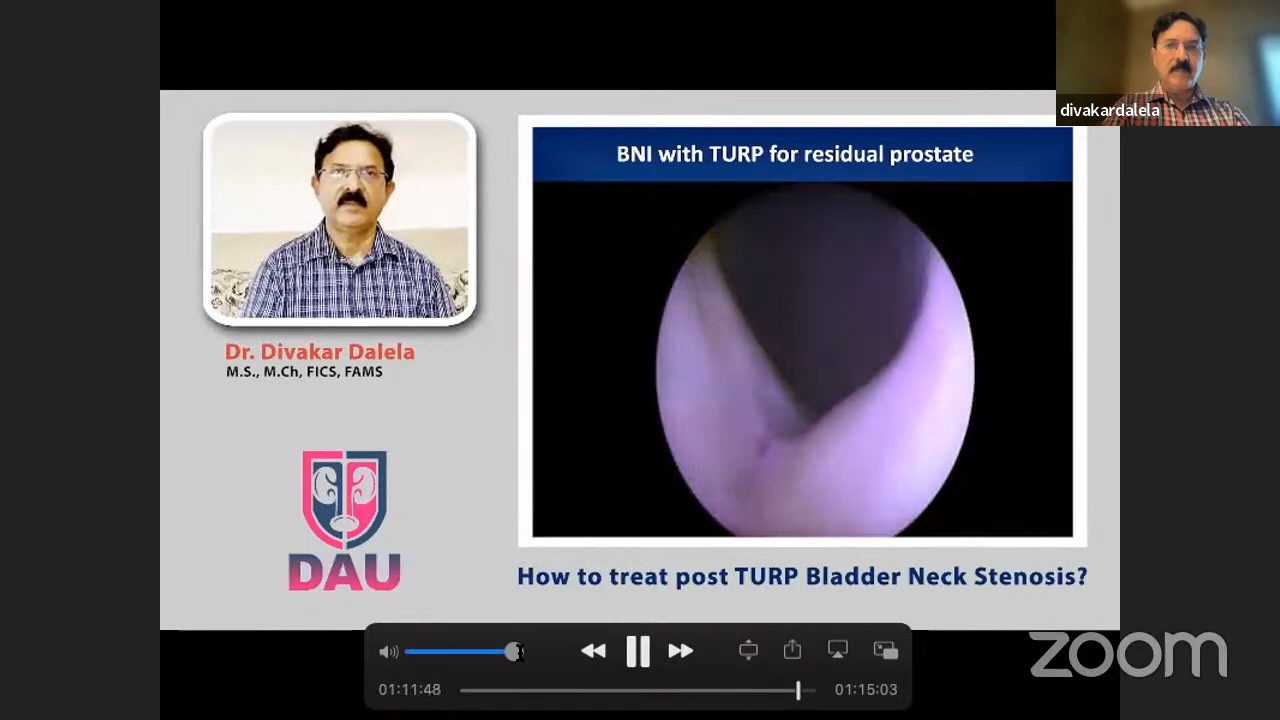 divakardalela
BNI with TURP for residual prostate
Dr. Divakar Dalela
M.S., M.Ch, FICS, FAMS
DAU
How to treat post TURP Bladder Neck Stenosis?
zoom
01:11:48
01:15:03